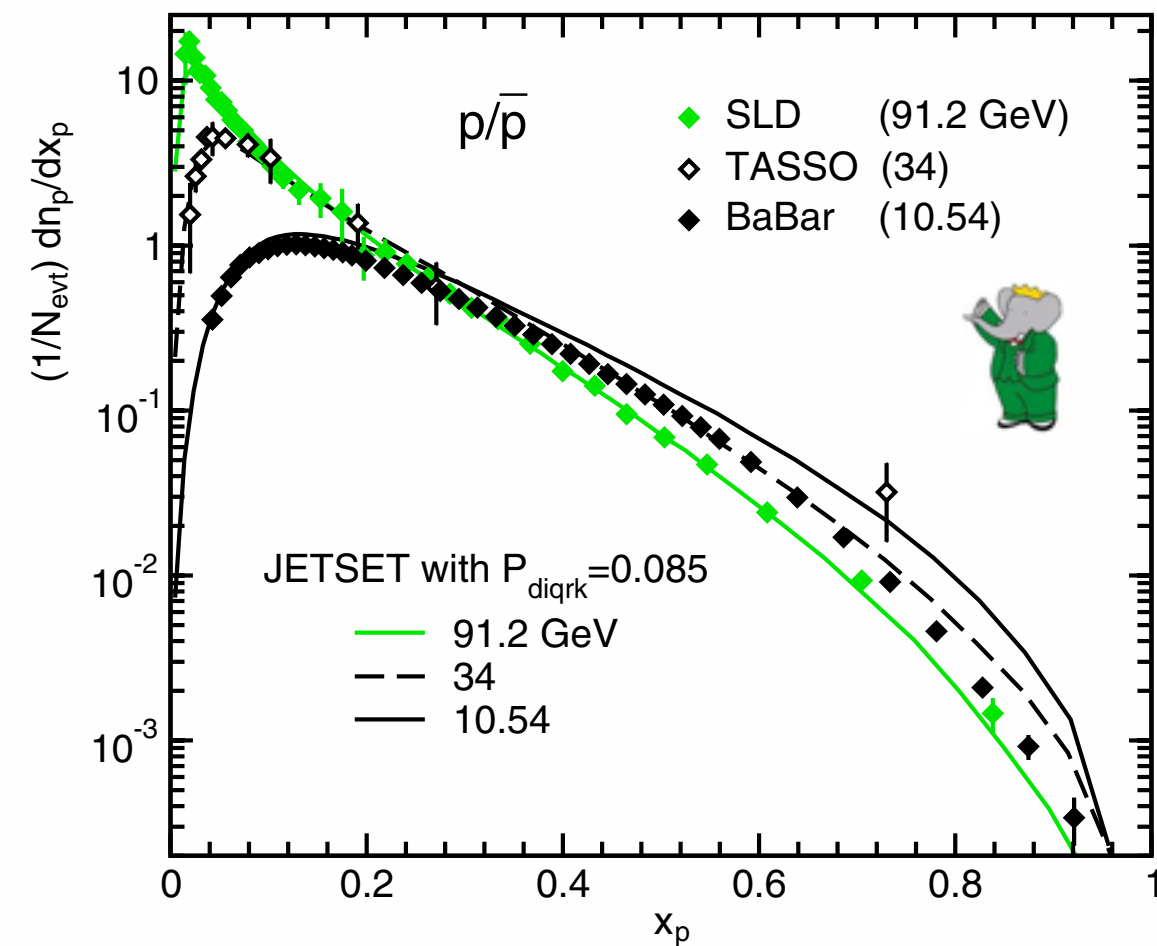 (1/N_evt) dn_p/dx_p
10
1
10^-1
10^-2
10^-3
p/p̅
SLD (91.2 GeV)
TASSO (34)
BaBar (10.54)
JETSET with P_diqrk=0.085
91.2 GeV
34
10.54
0 0.2 0.4 0.6 0.8 1
x_p